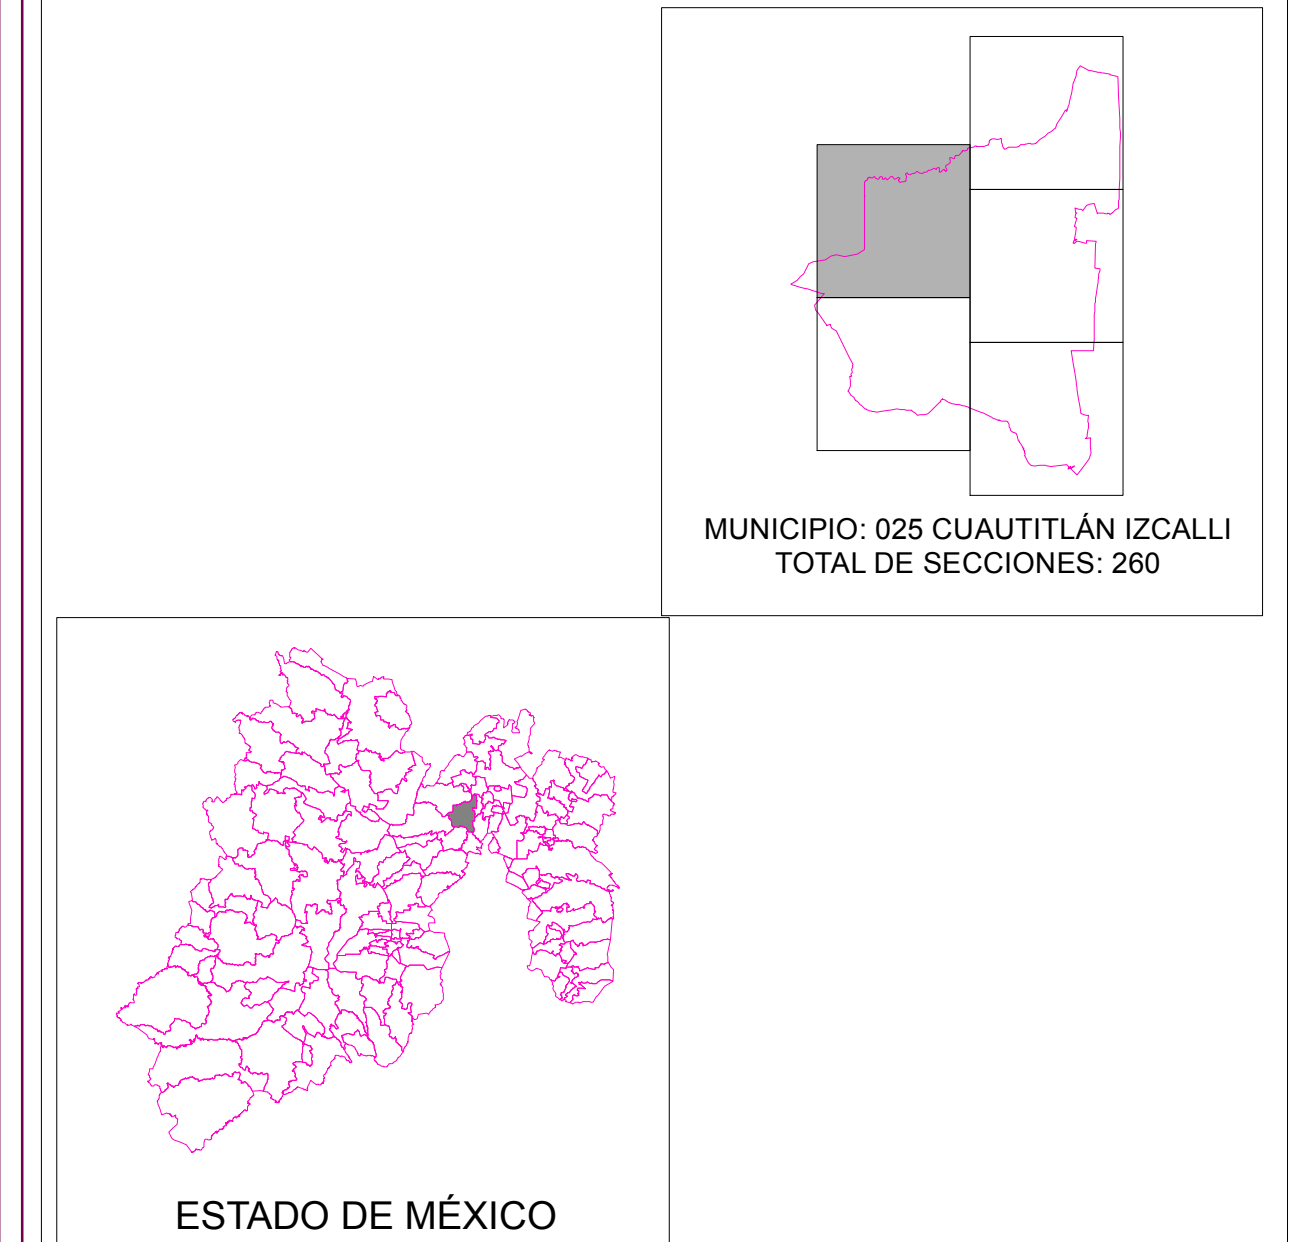 MUNICIPIO: 025 CUAUTITLÁN IZCALLI
TOTAL DE SECCIONES: 260
ESTADO DE MÉXICO